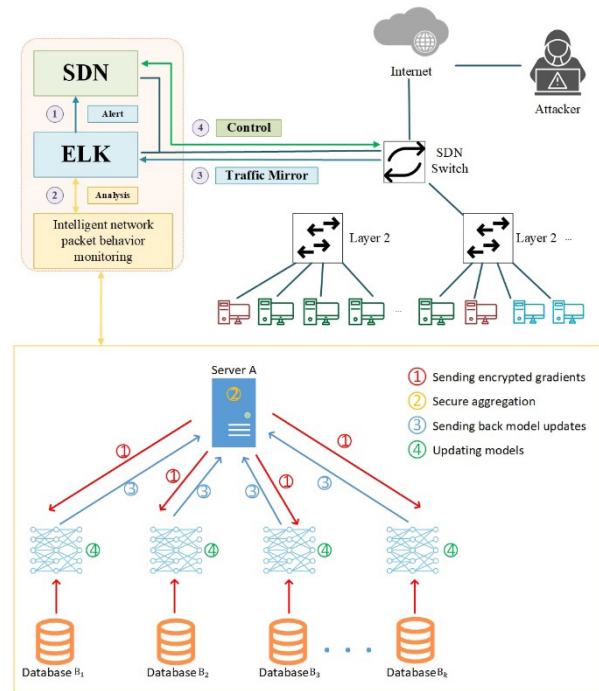 SDN
Internet
Attacker
① Alert
④ Control
ELK
SDN
Switch
③ Traffic Mirror
② Analysis
Intelligent network
packet behavior
monitoring
Layer 2
Layer 2 ...
...
Server A
②
① Sending encrypted gradients
② Secure aggregation
③ Sending back model updates
④ Updating models
① ① ① ①
③ ③ ③ ③
④ ④ ④ ④
Database B₁
Database B₂
Database B₃
Database Bₖ